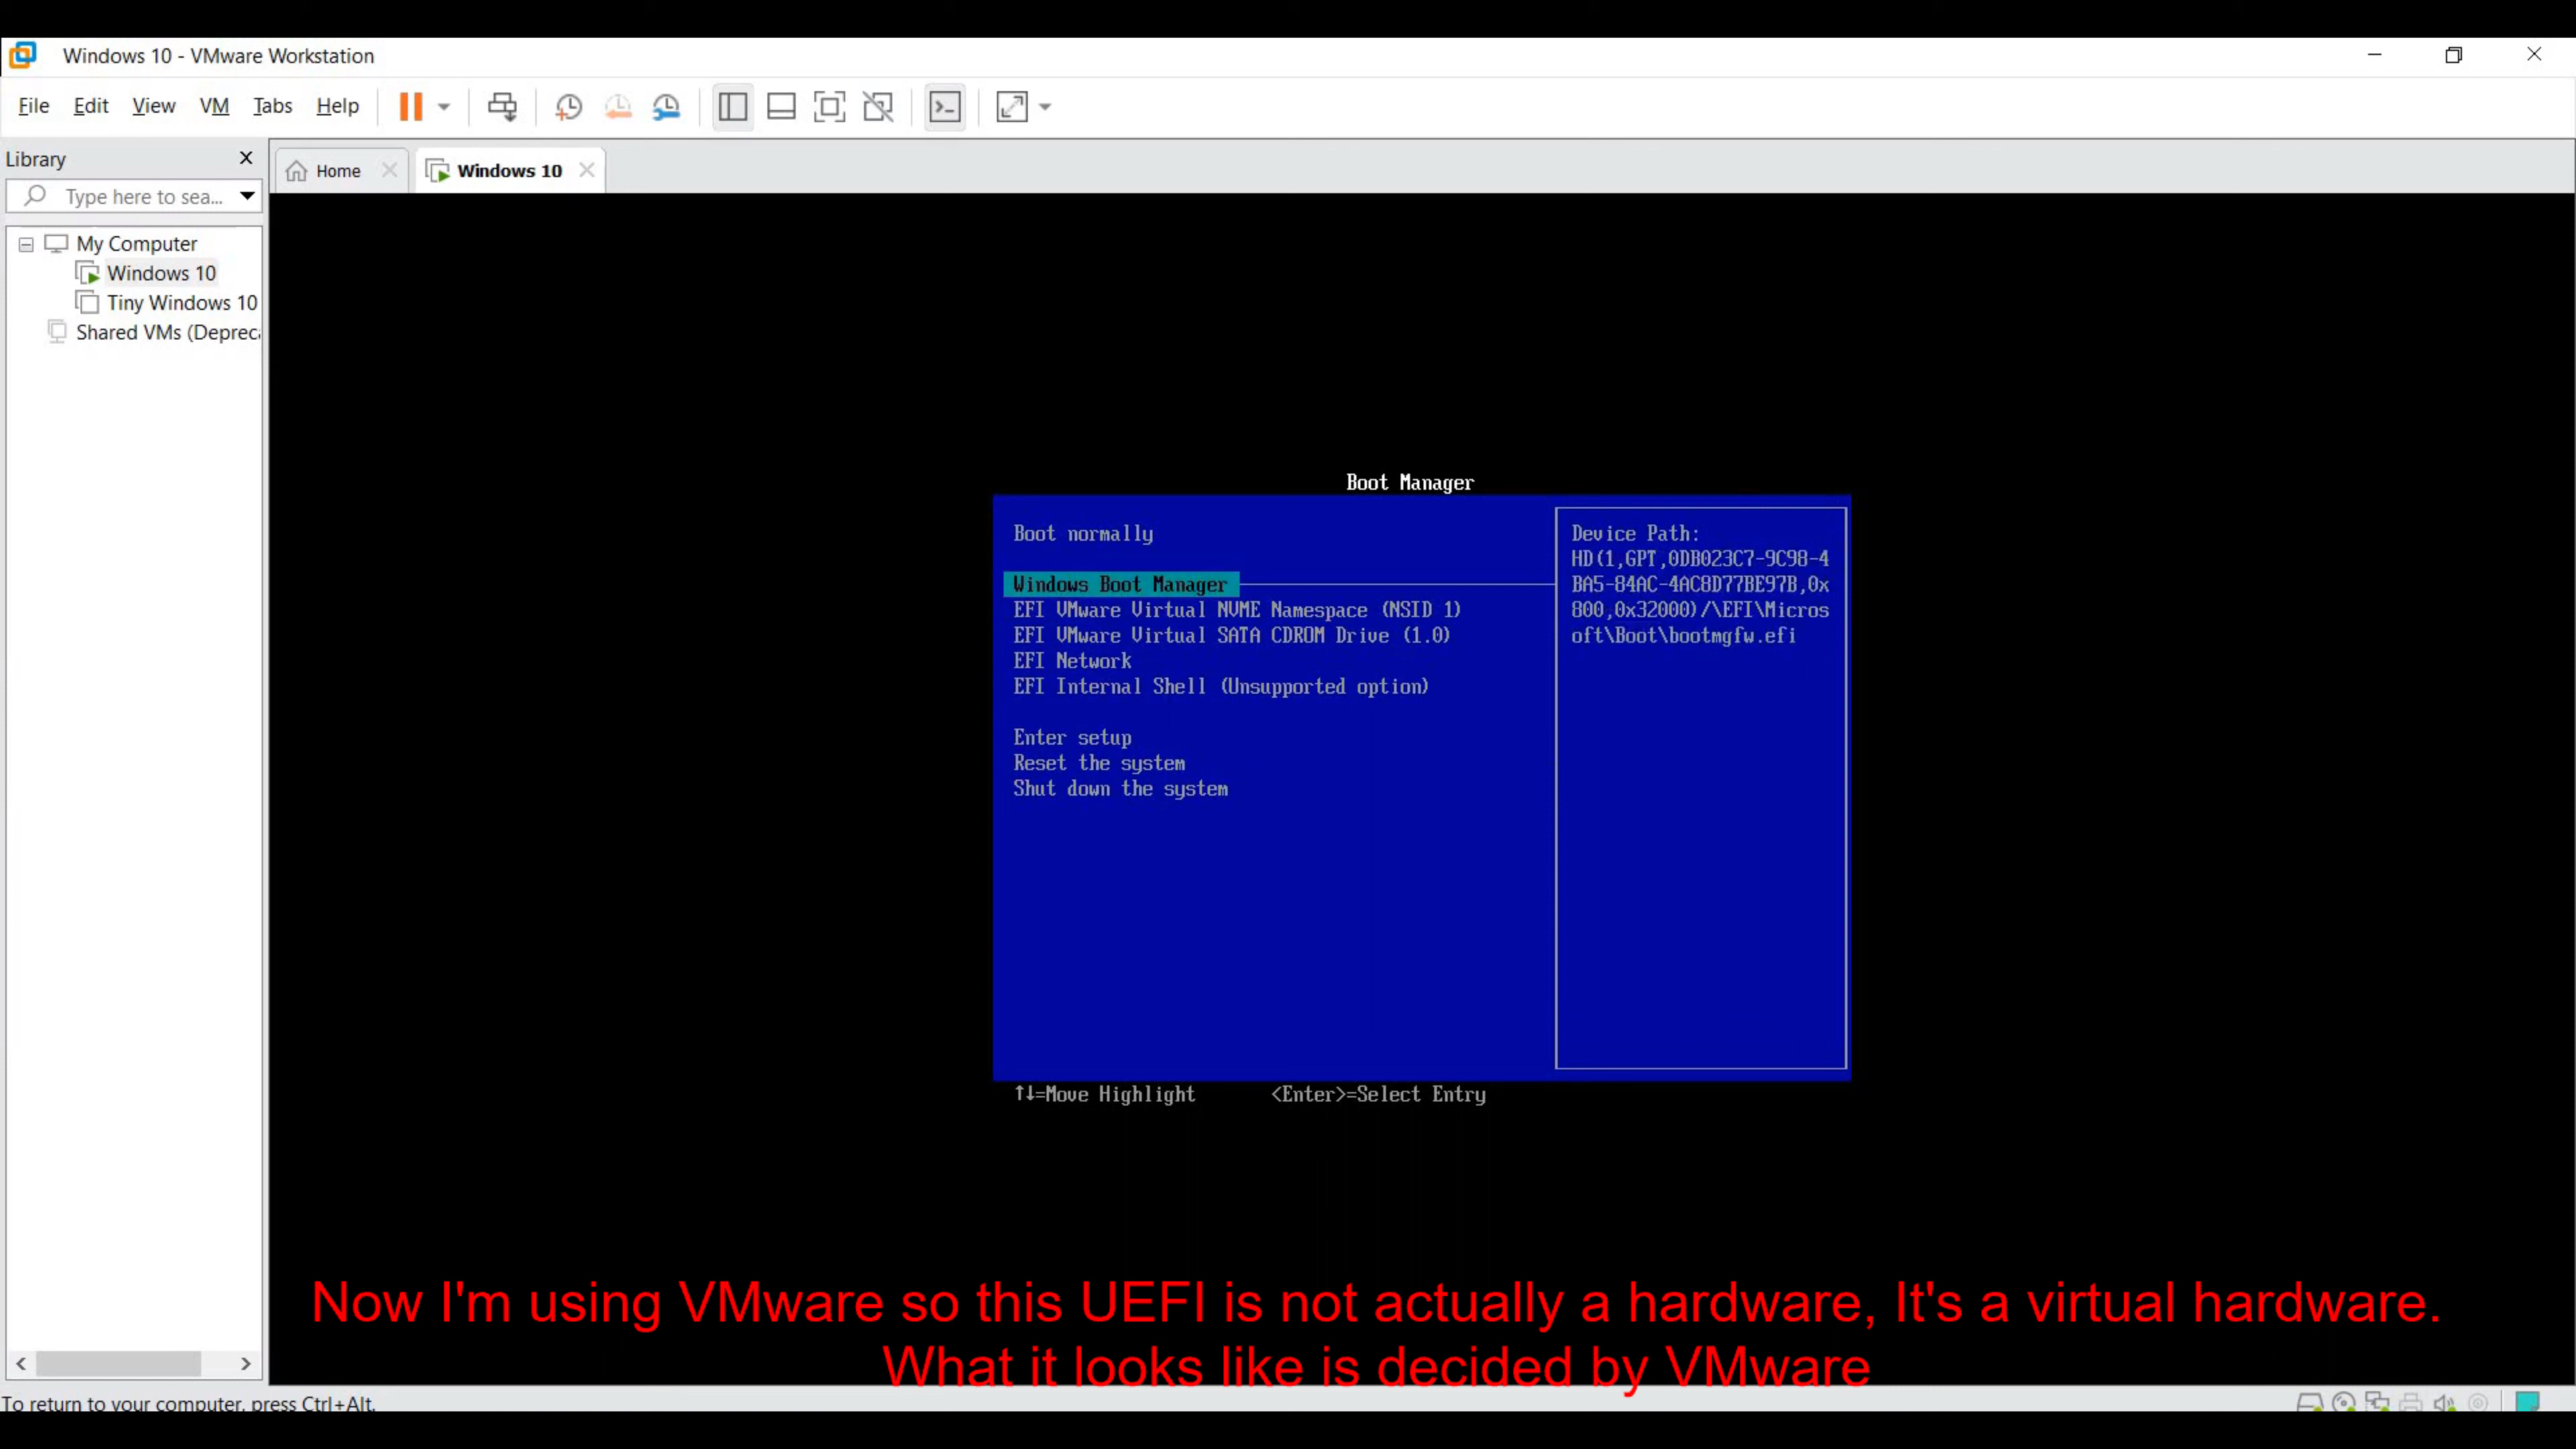 Windows 10 - VMware Workstation
File Edit View VM Tabs Help
Library
Home
Windows 10
Type here to sea...
My Computer
Windows 10
Tiny Windows 10
Shared VMs (Depreca
Boot Manager
Boot normally
Windows Boot Manager
EFI VMware Virtual NVME Namespace (NSID 1)
EFI VMware Virtual SATA CDROM Drive (1.0)
EFI Network
EFI Internal Shell (Unsupported option)
Enter setup
Reset the system
Shut down the system
Device Path:
HD(1,GPT,0DB023C7-9C98-4
BA5-84AC-4AC8D77BE97B,0x
800,0x32000)/\EFI\Micros
oft\Boot\bootmgfw.efi
↑↓=Move Highlight <Enter>=Select Entry
Now I'm using VMware so this UEFI is not actually a hardware, It's a virtual hardware.
What it looks like is decided by VMware
To return to your computer, press Ctrl+Alt.